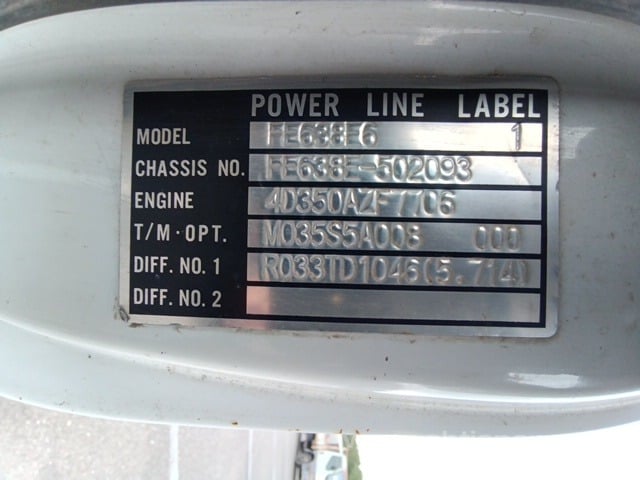 POWER LINE LABEL
MODEL FE638E6 1
CHASSIS NO. FE638E-502093
ENGINE 4D350AZF7706
T/M·OPT. M035S5A008 000
DIFF. NO. 1 R033TD1046(5.714)
DIFF. NO. 2